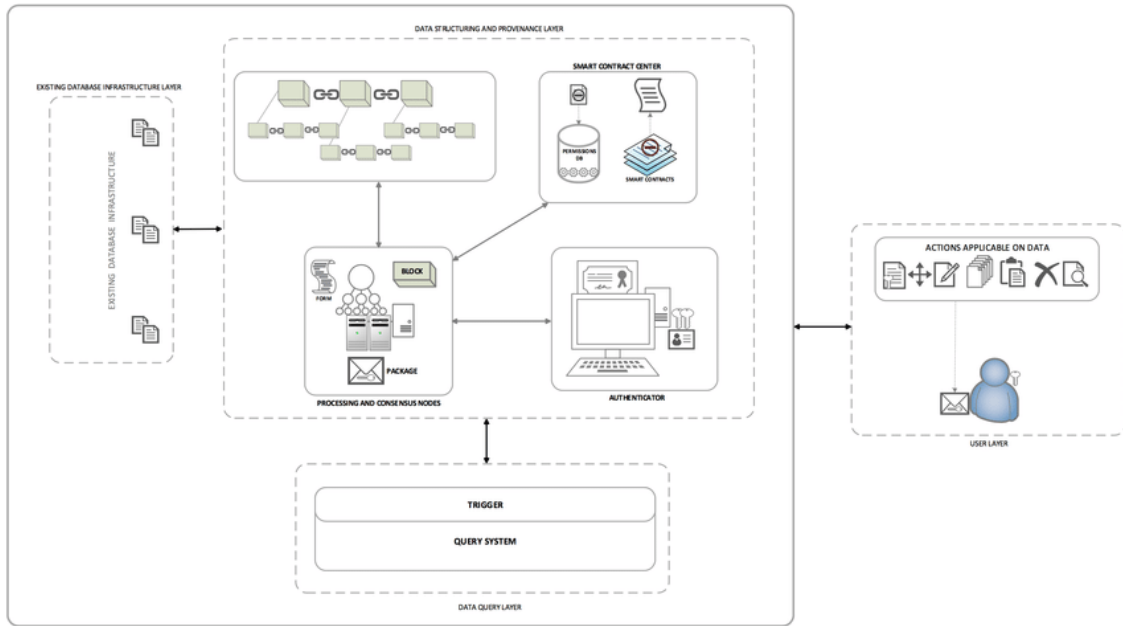 DATA STRUCTURING AND PROVENANCE LAYER
EXISTING DATABASE INFRASTRUCTURE LAYER
EXISTING DATABASE INFRASTRUCTURE
SMART CONTRACT CENTER
PERMISSIONS
DB
SMART CONTRACTS
FORM
BLOCK
PACKAGE
PROCESSING AND CONSENSUS NODES
AUTHENTICATOR
ACTIONS APPLICABLE ON DATA
USER LAYER
TRIGGER
QUERY SYSTEM
DATA QUERY LAYER